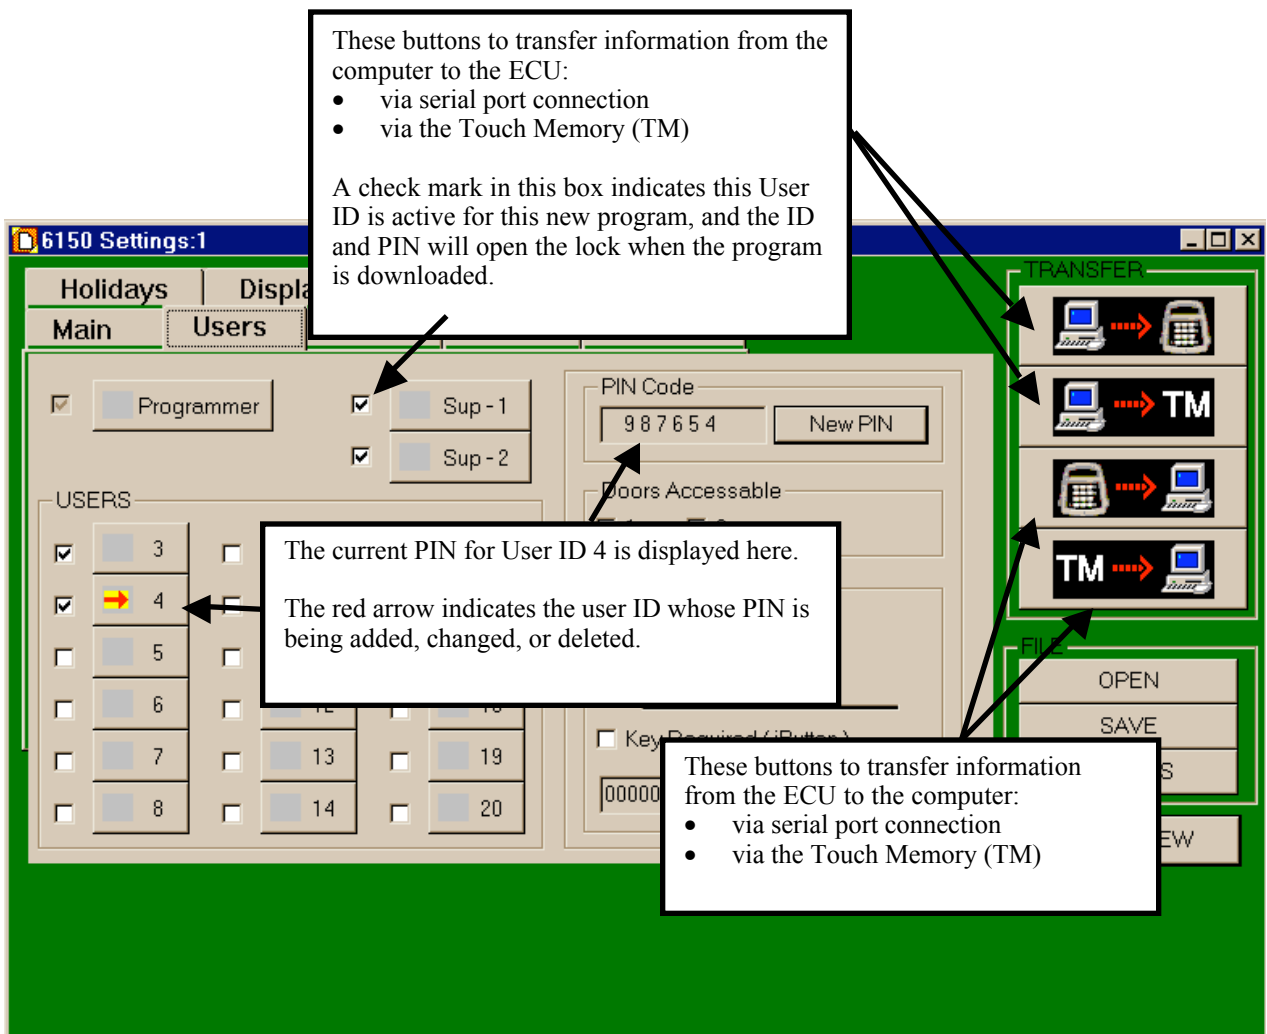 These buttons to transfer information from the
computer to the ECU:
• via serial port connection
• via the Touch Memory (TM)
A check mark in this box indicates this User
ID is active for this new program, and the ID
and PIN will open the lock when the program
is downloaded.
6150 Settings:1
Holidays
Main
Users
Programmer
Sup - 1
Sup - 2
PIN Code
987654
New PIN
Doors Accessable
USERS
3
4
5
6
7
8
13
14
19
20
The current PIN for User ID 4 is displayed here.
The red arrow indicates the user ID whose PIN is
being added, changed, or deleted.
Key Required ( iButton )
TRANSFER
TM
TM
FILE
OPEN
SAVE
These buttons to transfer information
from the ECU to the computer:
• via serial port connection
• via the Touch Memory (TM)